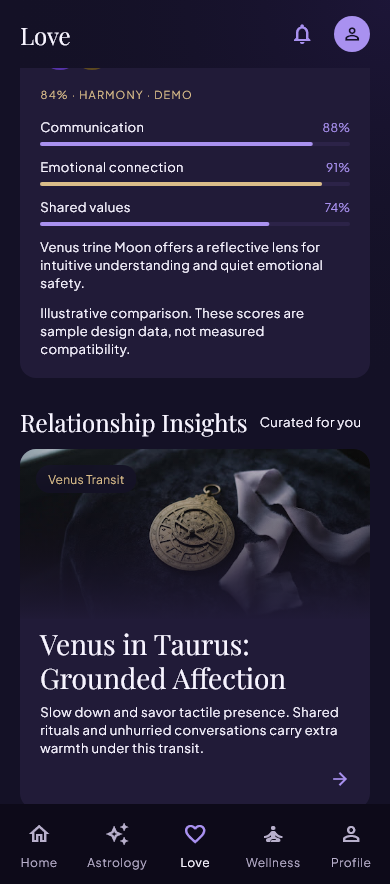 Love
84% · HARMONY · DEMO
Communication 88%
Emotional connection 91%
Shared values 74%
Venus trine Moon offers a reflective lens for
intuitive understanding and quiet emotional
safety.
Illustrative comparison. These scores are
sample design data, not measured
compatibility.
Relationship Insights Curated for you
Venus Transit
Venus in Taurus:
Grounded Affection
Slow down and savor tactile presence. Shared
rituals and unhurried conversations carry extra
warmth under this transit.
Home Astrology Love Wellness Profile